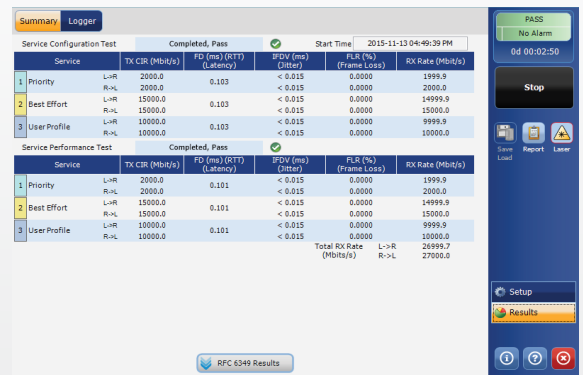 Summary Logger
Service Configuration Test Completed, Pass Start Time 2015-11-13 04:49:39 PM
Service TX CIR (Mbit/s) FD (ms) (RTT) (Latency) IFDV (ms) (Jitter) FLR (%) (Frame Loss) RX Rate (Mbit/s)
1 Priority L->R 2000.0 0.103 < 0.015 0.0000 1999.9
R->L 2000.0 < 0.015 0.0000 2000.0
2 Best Effort L->R 15000.0 0.103 < 0.015 0.0000 14999.9
R->L 15000.0 < 0.015 0.0000 15000.0
3 UserProfile L->R 10000.0 0.103 < 0.015 0.0000 9999.9
R->L 10000.0 < 0.015 0.0000 10000.0
Service Performance Test Completed, Pass
Service TX CIR (Mbit/s) FD (ms) (RTT) (Latency) IFDV (ms) (Jitter) FLR (%) (Frame Loss) RX Rate (Mbit/s)
1 Priority L->R 2000.0 0.101 < 0.015 0.0000 1999.9
R->L 2000.0 < 0.015 0.0000 2000.0
2 Best Effort L->R 15000.0 0.101 < 0.015 0.0000 14999.9
R->L 15000.0 < 0.015 0.0000 15000.0
3 UserProfile L->R 10000.0 0.101 < 0.015 0.0000 9999.9
R->L 10000.0 < 0.015 0.0000 10000.0
Total RX Rate L->R 26999.7
(Mbits/s) R->L 27000.0
RFC 6349 Results
PASS
No Alarm
0d 00:02:50
Stop
Save Load Report Laser
Setup
Results